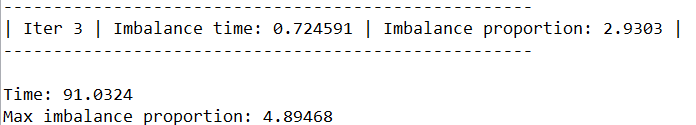 -----------------------------------------------------
| Iter 3 | Imbalance time: 0.724591 | Imbalance proportion: 2.9303 |
-----------------------------------------------------
Time: 91.0324
Max imbalance proportion: 4.89468